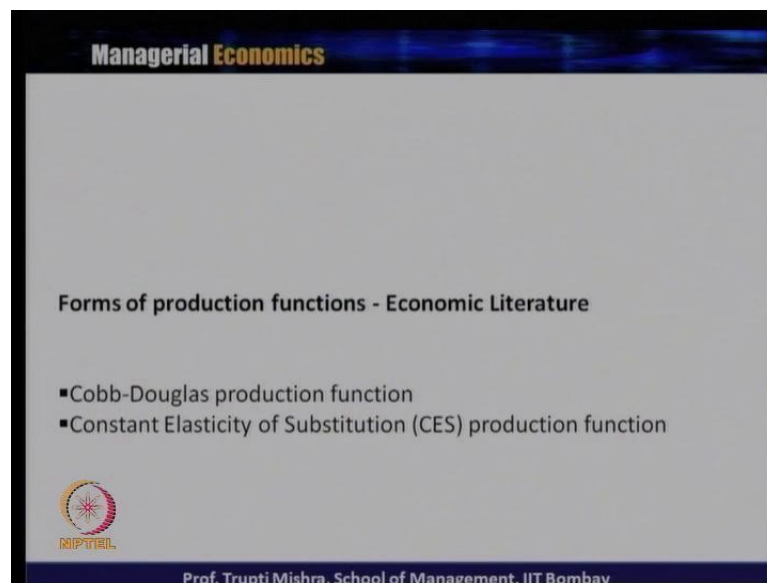 Managerial Economics
Forms of production functions - Economic Literature
▪Cobb-Douglas production function
▪Constant Elasticity of Substitution (CES) production function
NPTEL
Prof. Trupti Mishra, School of Management, IIT Bombay